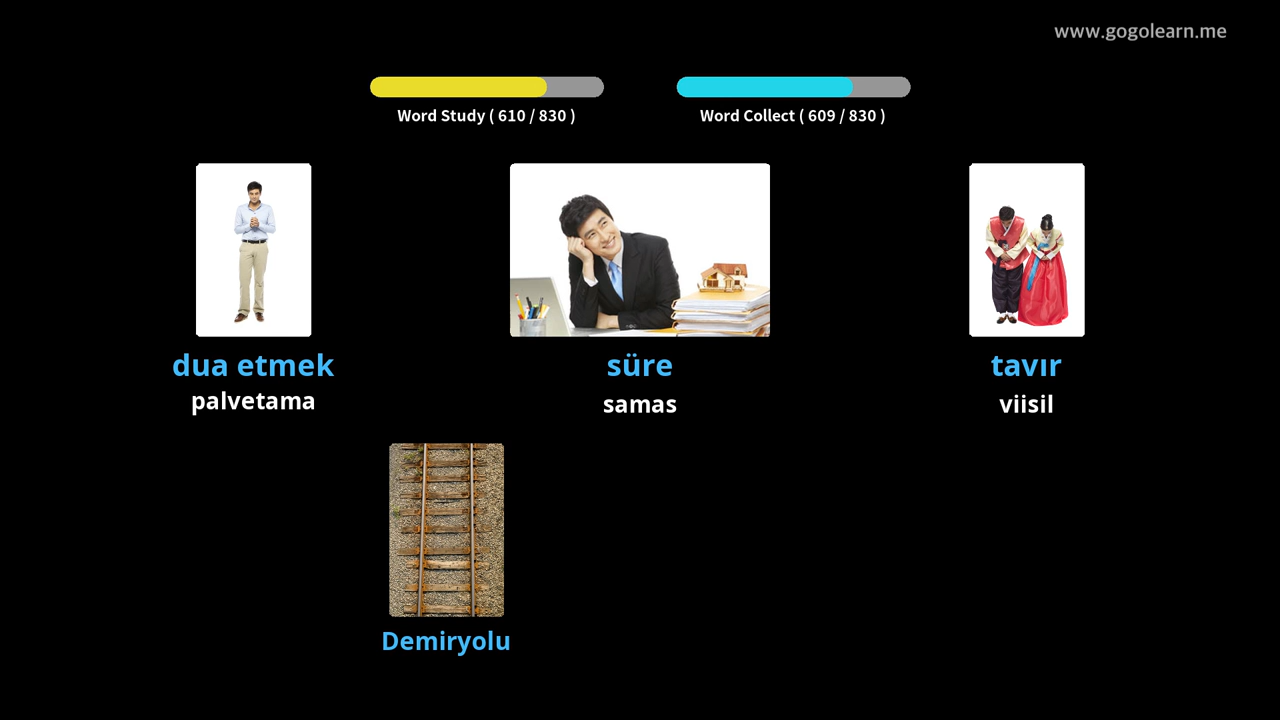 www.gogolearn.me
Word Study ( 610 / 830 )
Word Collect ( 609 / 830 )
dua etmek
palvetama
süre
samas
tavır
viisil
Demiryolu